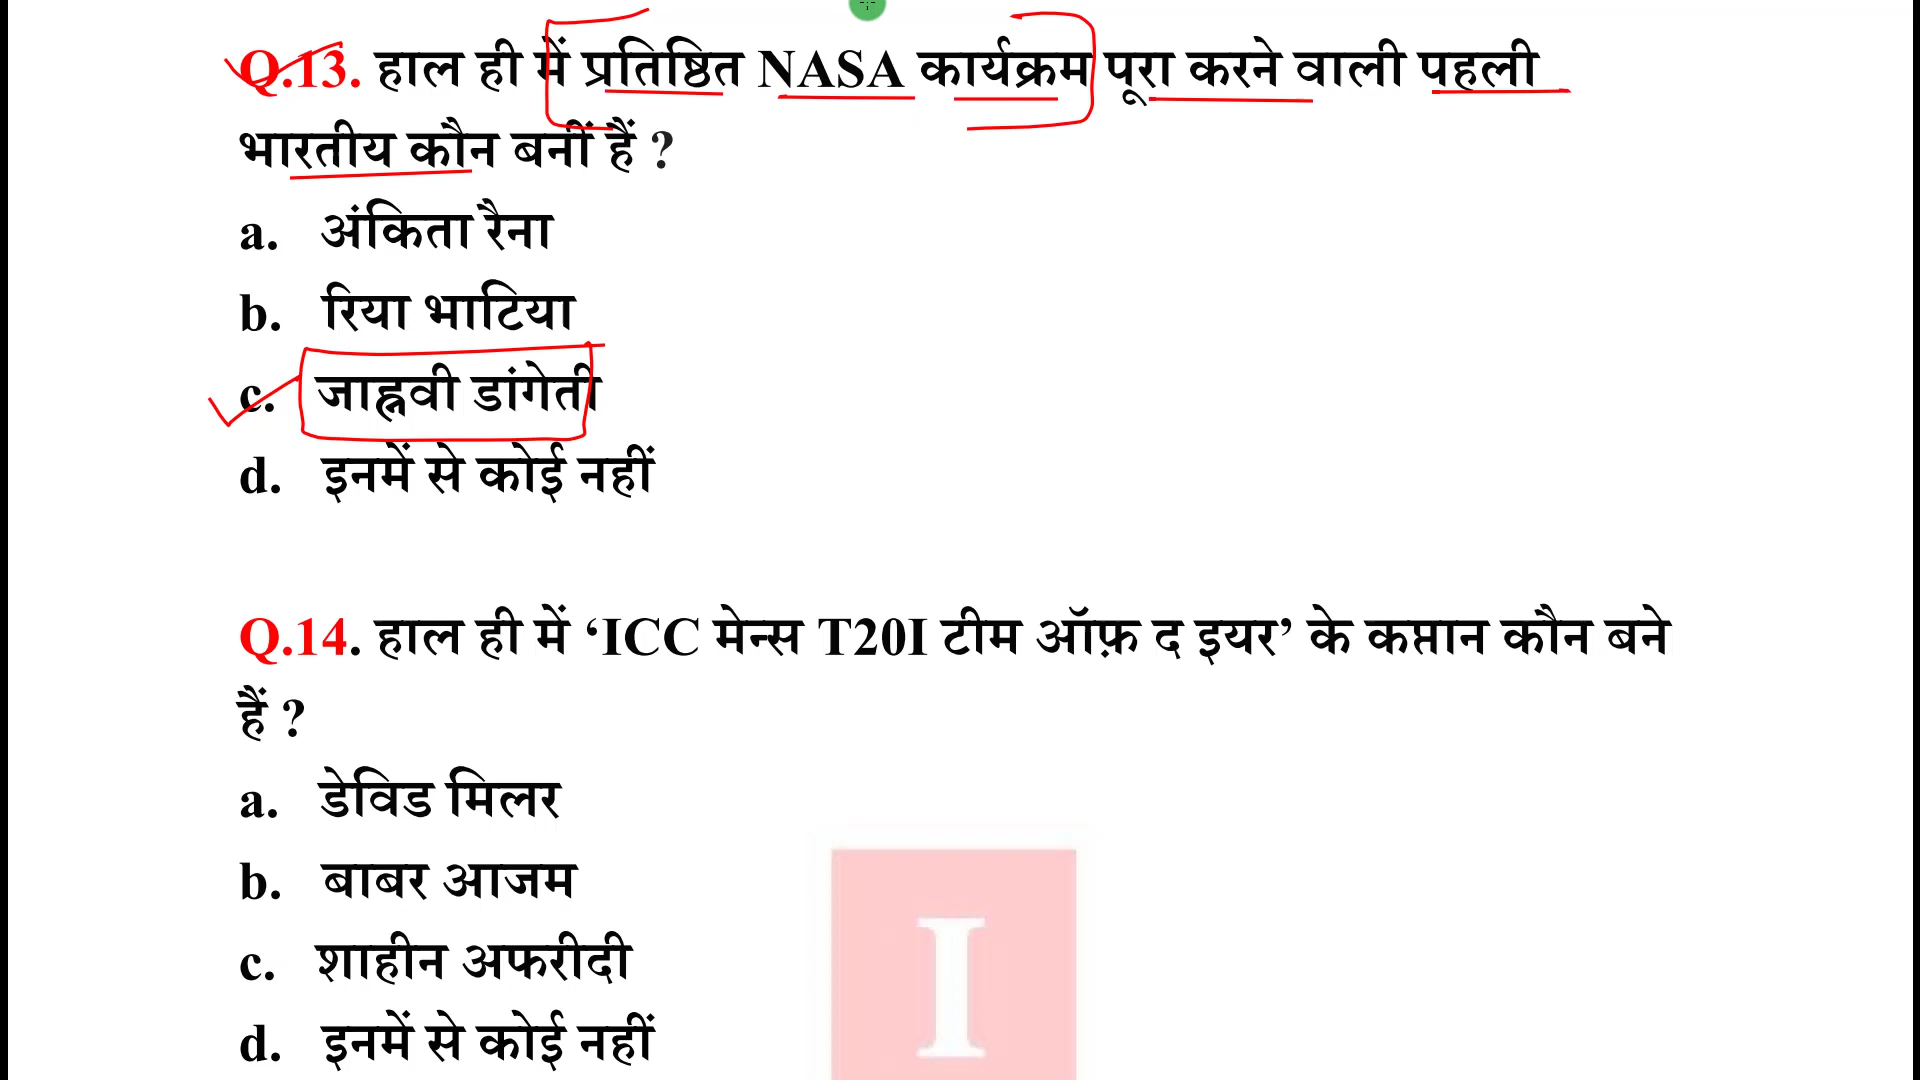 Q.13. हाल ही में प्रतिष्ठित NASA कार्यक्रम पूरा करने वाली पहली
भारतीय कौन बनीं हैं ?
a. अंकिता रैना
b. रिया भाटिया
c. जाह्नवी डांगेती
d. इनमें से कोई नहीं
Q.14. हाल ही में ‘ICC मेन्स T20I टीम ऑफ़ द इयर’ के कप्तान कौन बने
हैं ?
a. डेविड मिलर
b. बाबर आजम
c. शाहीन अफरीदी
d. इनमें से कोई नहीं
I